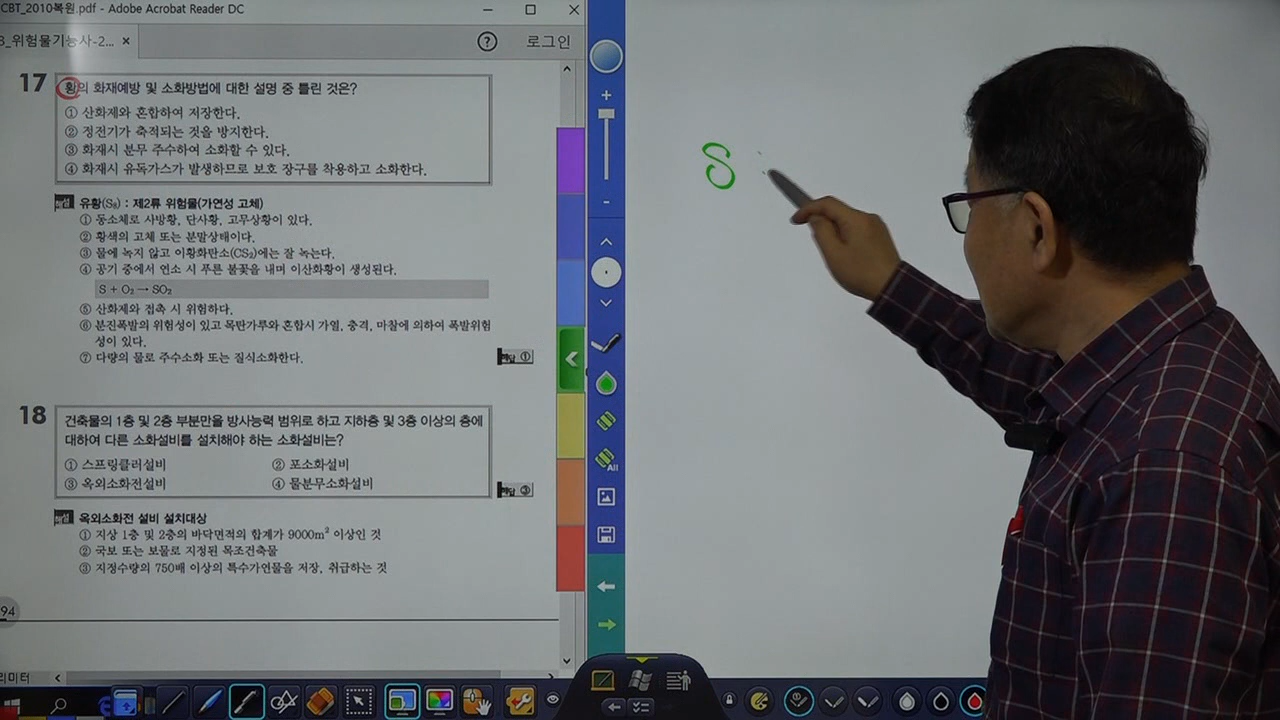 CBT_2010복원.pdf - Adobe Acrobat Reader DC
3_위험물기능사-2... ×
? 로그인
17 황의 화재예방 및 소화방법에 대한 설명 중 틀린 것은?
① 산화제와 혼합하여 저장한다.
② 정전기가 축적되는 것을 방지한다.
③ 화재시 분무 주수하여 소화할 수 있다.
④ 화재시 유독가스가 발생하므로 보호 장구를 착용하고 소화한다.
유황(S₈) : 제2류 위험물(가연성 고체)
① 동소체로 사방황, 단사황, 고무상황이 있다.
② 황색의 고체 또는 분말상태이다.
③ 물에 녹지 않고 이황화탄소(CS₂)에는 잘 녹는다.
④ 공기 중에서 연소 시 푸른 불꽃을 내며 이산화황이 생성된다.
S + O₂ → SO₂
⑤ 산화제와 접촉 시 위험하다.
⑥ 분진폭발의 위험성이 있고 목탄가루와 혼합시 가열, 충격, 마찰에 의하여 폭발위험
성이 있다.
⑦ 다량의 물로 주수소화 또는 질식소화한다.
①
18 건축물의 1층 및 2층 부분만을 방사능력 범위로 하고 지하층 및 3층 이상의 층에
대하여 다른 소화설비를 설치해야 하는 소화설비는?
① 스프링클러설비 ② 포소화설비
③ 옥외소화전설비 ④ 물분무소화설비
③
옥외소화전 설비 설치대상
① 지상 1층 및 2층의 바닥면적의 합계가 9000m² 이상인 것
② 국보 또는 보물로 지정된 목조건축물
③ 지정수량의 750배 이상의 특수가연물을 저장, 취급하는 것
94
리미터
All
S